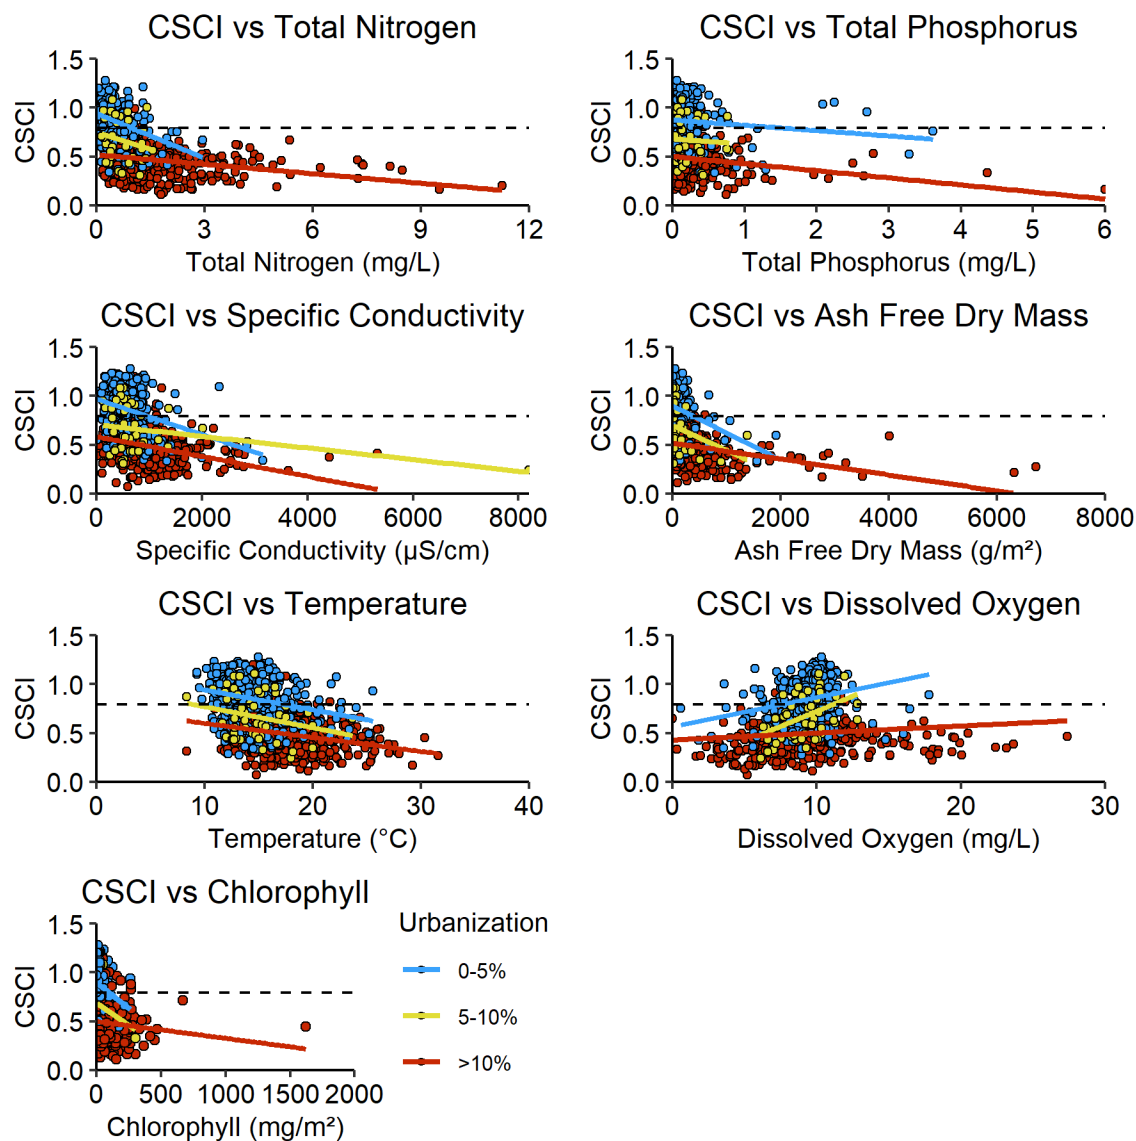 CSCI vs Total Nitrogen
CSCI
1.5
1.0
0.5
0.0
0 3 6 9 12
Total Nitrogen (mg/L)
CSCI vs Total Phosphorus
CSCI
1.5
1.0
0.5
0.0
0 1 2 3 4 5 6
Total Phosphorus (mg/L)
CSCI vs Specific Conductivity
CSCI
1.5
1.0
0.5
0.0
0 2000 4000 6000 8000
Specific Conductivity (µS/cm)
CSCI vs Ash Free Dry Mass
CSCI
1.5
1.0
0.5
0.0
0 2000 4000 6000 8000
Ash Free Dry Mass (g/m²)
CSCI vs Temperature
CSCI
1.5
1.0
0.5
0.0
0 10 20 30 40
Temperature (°C)
CSCI vs Dissolved Oxygen
CSCI
1.5
1.0
0.5
0.0
0 10 20 30
Dissolved Oxygen (mg/L)
CSCI vs Chlorophyll
CSCI
1.5
1.0
0.5
0.0
0 500 1000 1500 2000
Chlorophyll (mg/m²)
Urbanization
0-5%
5-10%
>10%